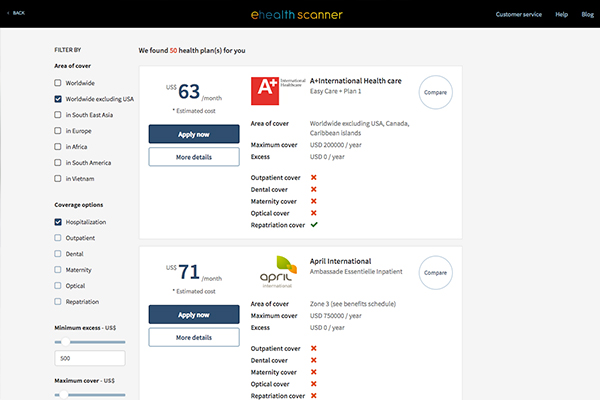 BACK
ehealth scanner
Customer service
Help
Blog
FILTER BY
Area of cover
Worldwide
Worldwide excluding USA
in South East Asia
in Europe
in Africa
in South America
in Vietnam
Coverage options
Hospitalization
Outpatient
Dental
Maternity
Optical
Repatriation
Minimum excess - US$
500
Maximum cover - US$
We found 50 health plan(s) for you
US$ 63 /month
* Estimated cost
Apply now
More details
A+ International Healthcare
A+International Health care
Easy Care + Plan 1
Compare
Area of cover Worldwide excluding USA, Canada,
Caribbean islands
Maximum cover USD 200000 / year
Excess USD 0 / year
Outpatient cover
Dental cover
Maternity cover
Optical cover
Repatriation cover
US$ 71 /month
* Estimated cost
Apply now
More details
april
international
April International
Ambassade Essentielle Inpatient
Compare
Area of cover Zone 3 (see benefits schedule)
Maximum cover USD 750000 / year
Excess USD 0 / year
Outpatient cover
Dental cover
Maternity cover
Optical cover
Repatriation cover